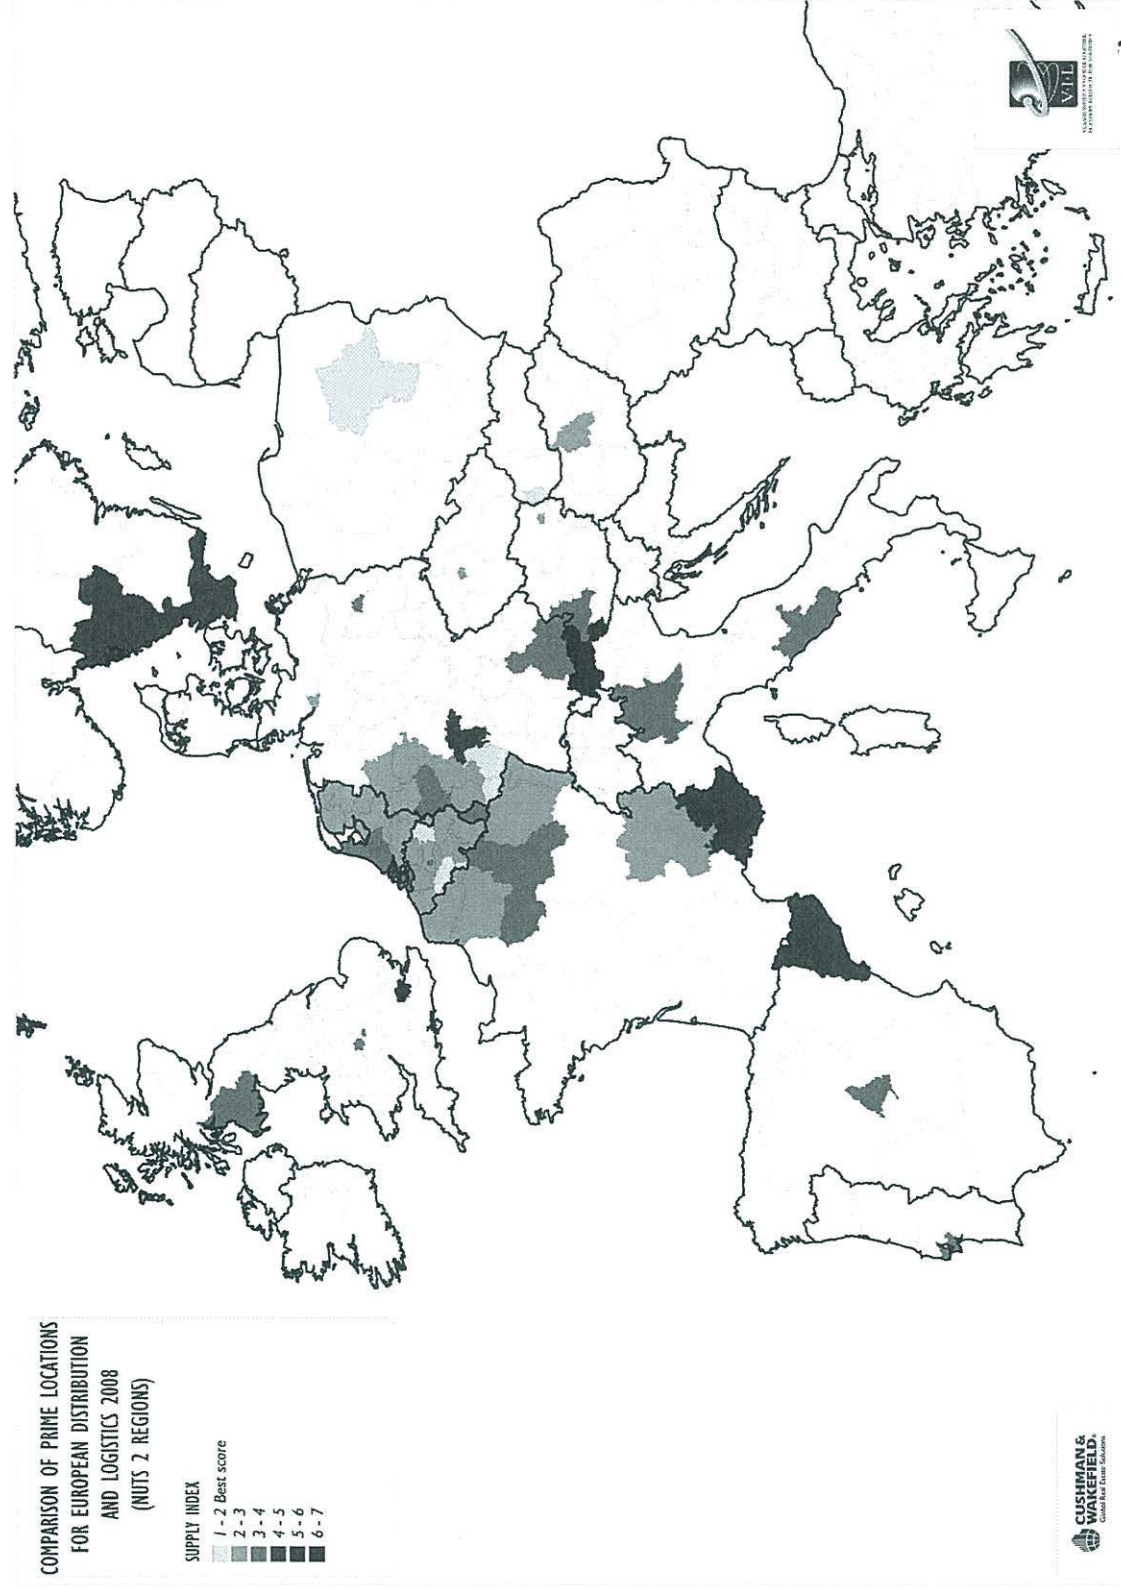 COMPARISON OF PRIME LOCATIONS
FOR EUROPEAN DISTRIBUTION
AND LOGISTICS 2008
(NUTS 2 REGIONS)
SUPPLY INDEX
1 - 2 Best score
2 - 3
3 - 4
4 - 5
5 - 6
6 - 7
CUSHMAN &
WAKEFIELD®
Global Real Estate Solutions
V·I·L